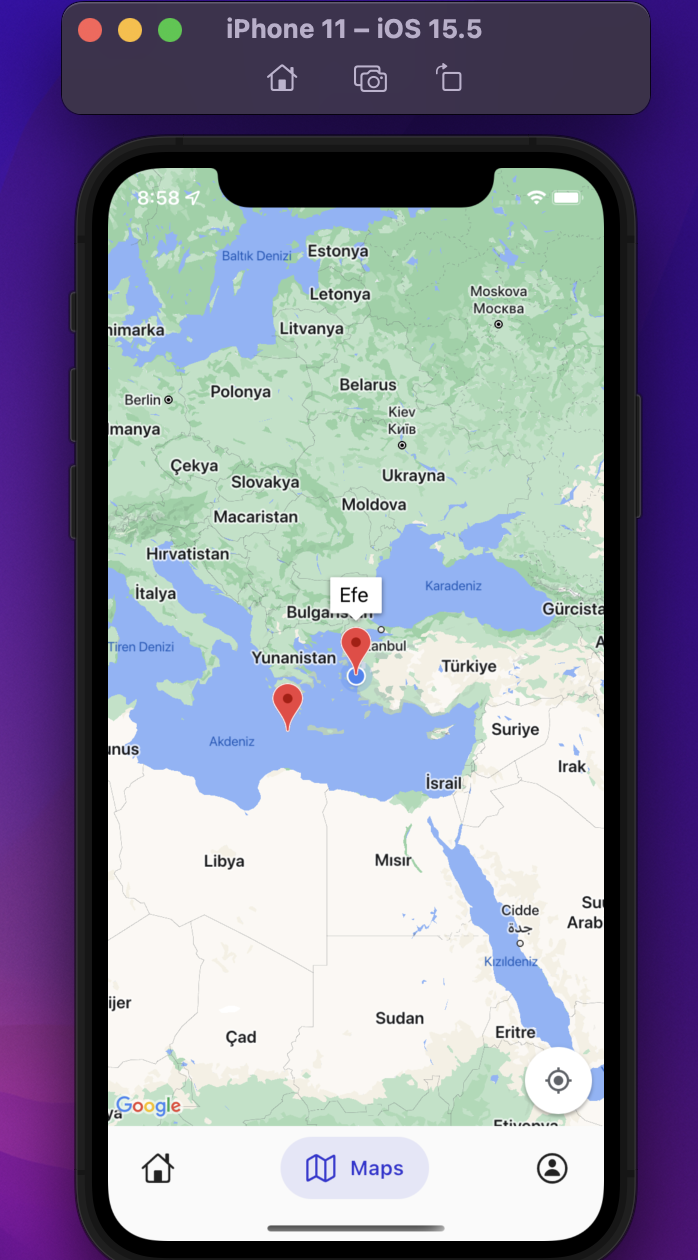 iPhone 11 – iOS 15.5
8:58
Baltık Denizi
Estonya
Letonya
Moskova
Москва
nimarka
Litvanya
Belarus
Polonya
Berlin
lmanya
Kiev
Київ
Çekya
Ukrayna
Slovakya
Moldova
Macaristan
Hırvatistan
Karadeniz
İtalya
Efe
Gürcista
Bulgaristan
Tiren Denizi
anbul
Yunanistan
Türkiye
A
Suriye
Akdeniz
unus
Irak
İsrail
Libya
Mısır
Su
Cidde
جدة
Arab
Kızıldeniz
ijer
Sudan
Çad
Eritre
Google
ya
Etiyopya
Maps